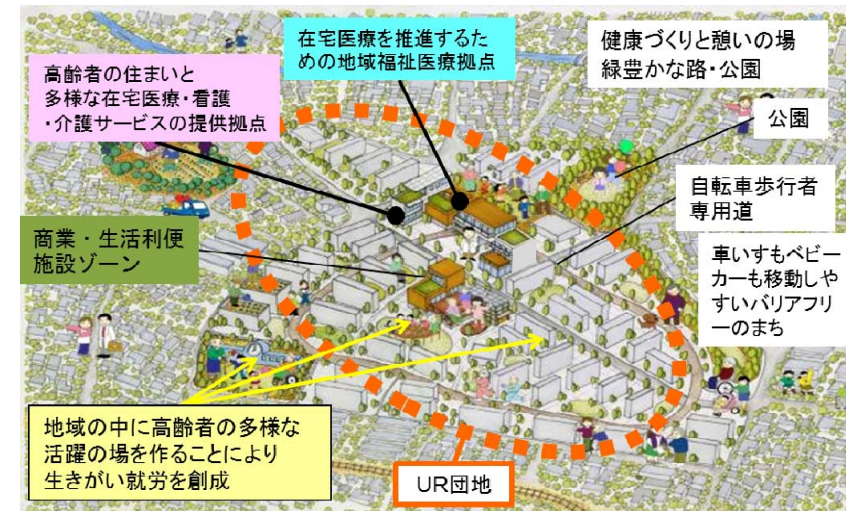 在宅医療を推進するた
めの地域福祉医療拠点
高齢者の住まいと
多様な在宅医療・看護
・介護サービスの提供拠点
健康づくりと憩いの場
緑豊かな路・公園
公園
自転車歩行者
専用道
商業・生活利便
施設ゾーン
車いすもベビー
カーも移動しや
すいバリアフリ
ーのまち
地域の中に高齢者の多様な
活躍の場を作ることにより
生きがい就労を創成
UR団地